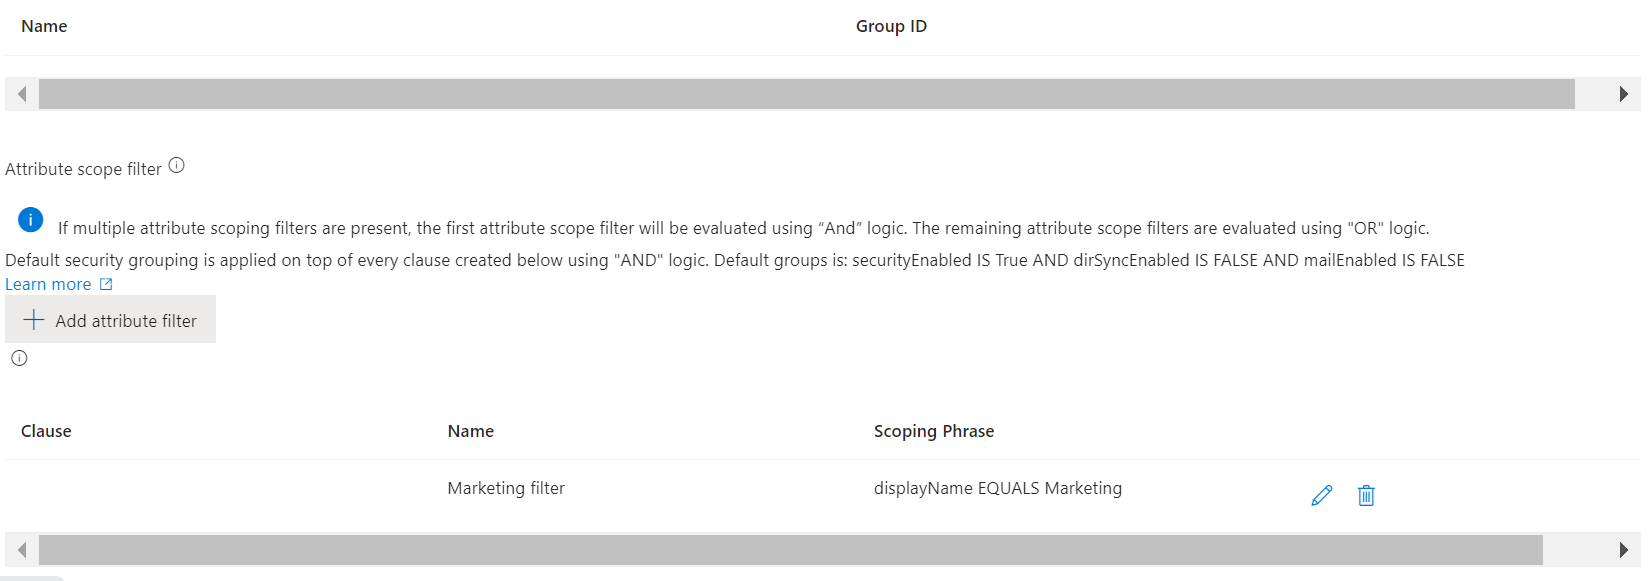 Name Group ID
Attribute scope filter
If multiple attribute scoping filters are present, the first attribute scope filter will be evaluated using “And” logic. The remaining attribute scope filters are evaluated using "OR" logic.
Default security grouping is applied on top of every clause created below using "AND" logic. Default groups is: securityEnabled IS True AND dirSyncEnabled IS FALSE AND mailEnabled IS FALSE
Learn more
Add attribute filter
Clause Name Scoping Phrase
Marketing filter displayName EQUALS Marketing